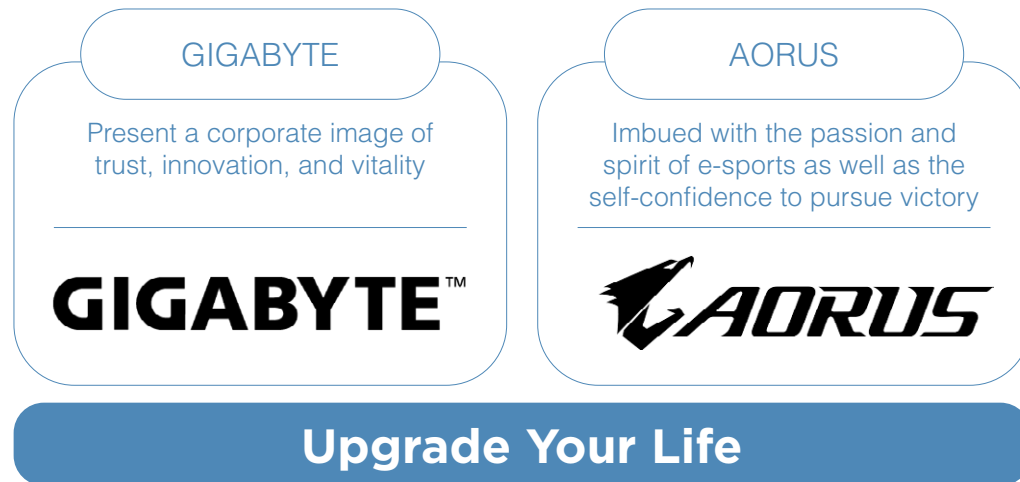 GIGABYTE
Present a corporate image of
trust, innovation, and vitality
GIGABYTE™
AORUS
Imbued with the passion and
spirit of e-sports as well as the
self-confidence to pursue victory
AORUS
Upgrade Your Life